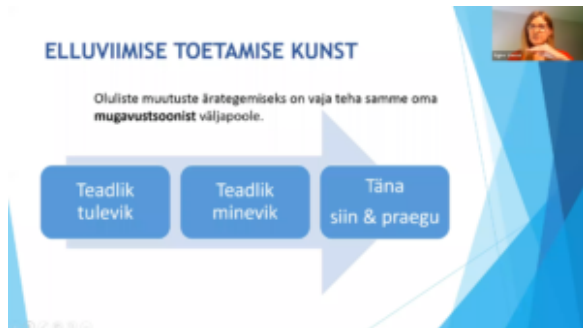 ELLUVIIMISE TOETAMISE KUNST
Oluliste muutuste ärategemiseks on vaja teha samme oma
mugavustsoonist väljapoole.
Teadlik
tulevik
Teadlik
minevik
Täna
siin & praegu